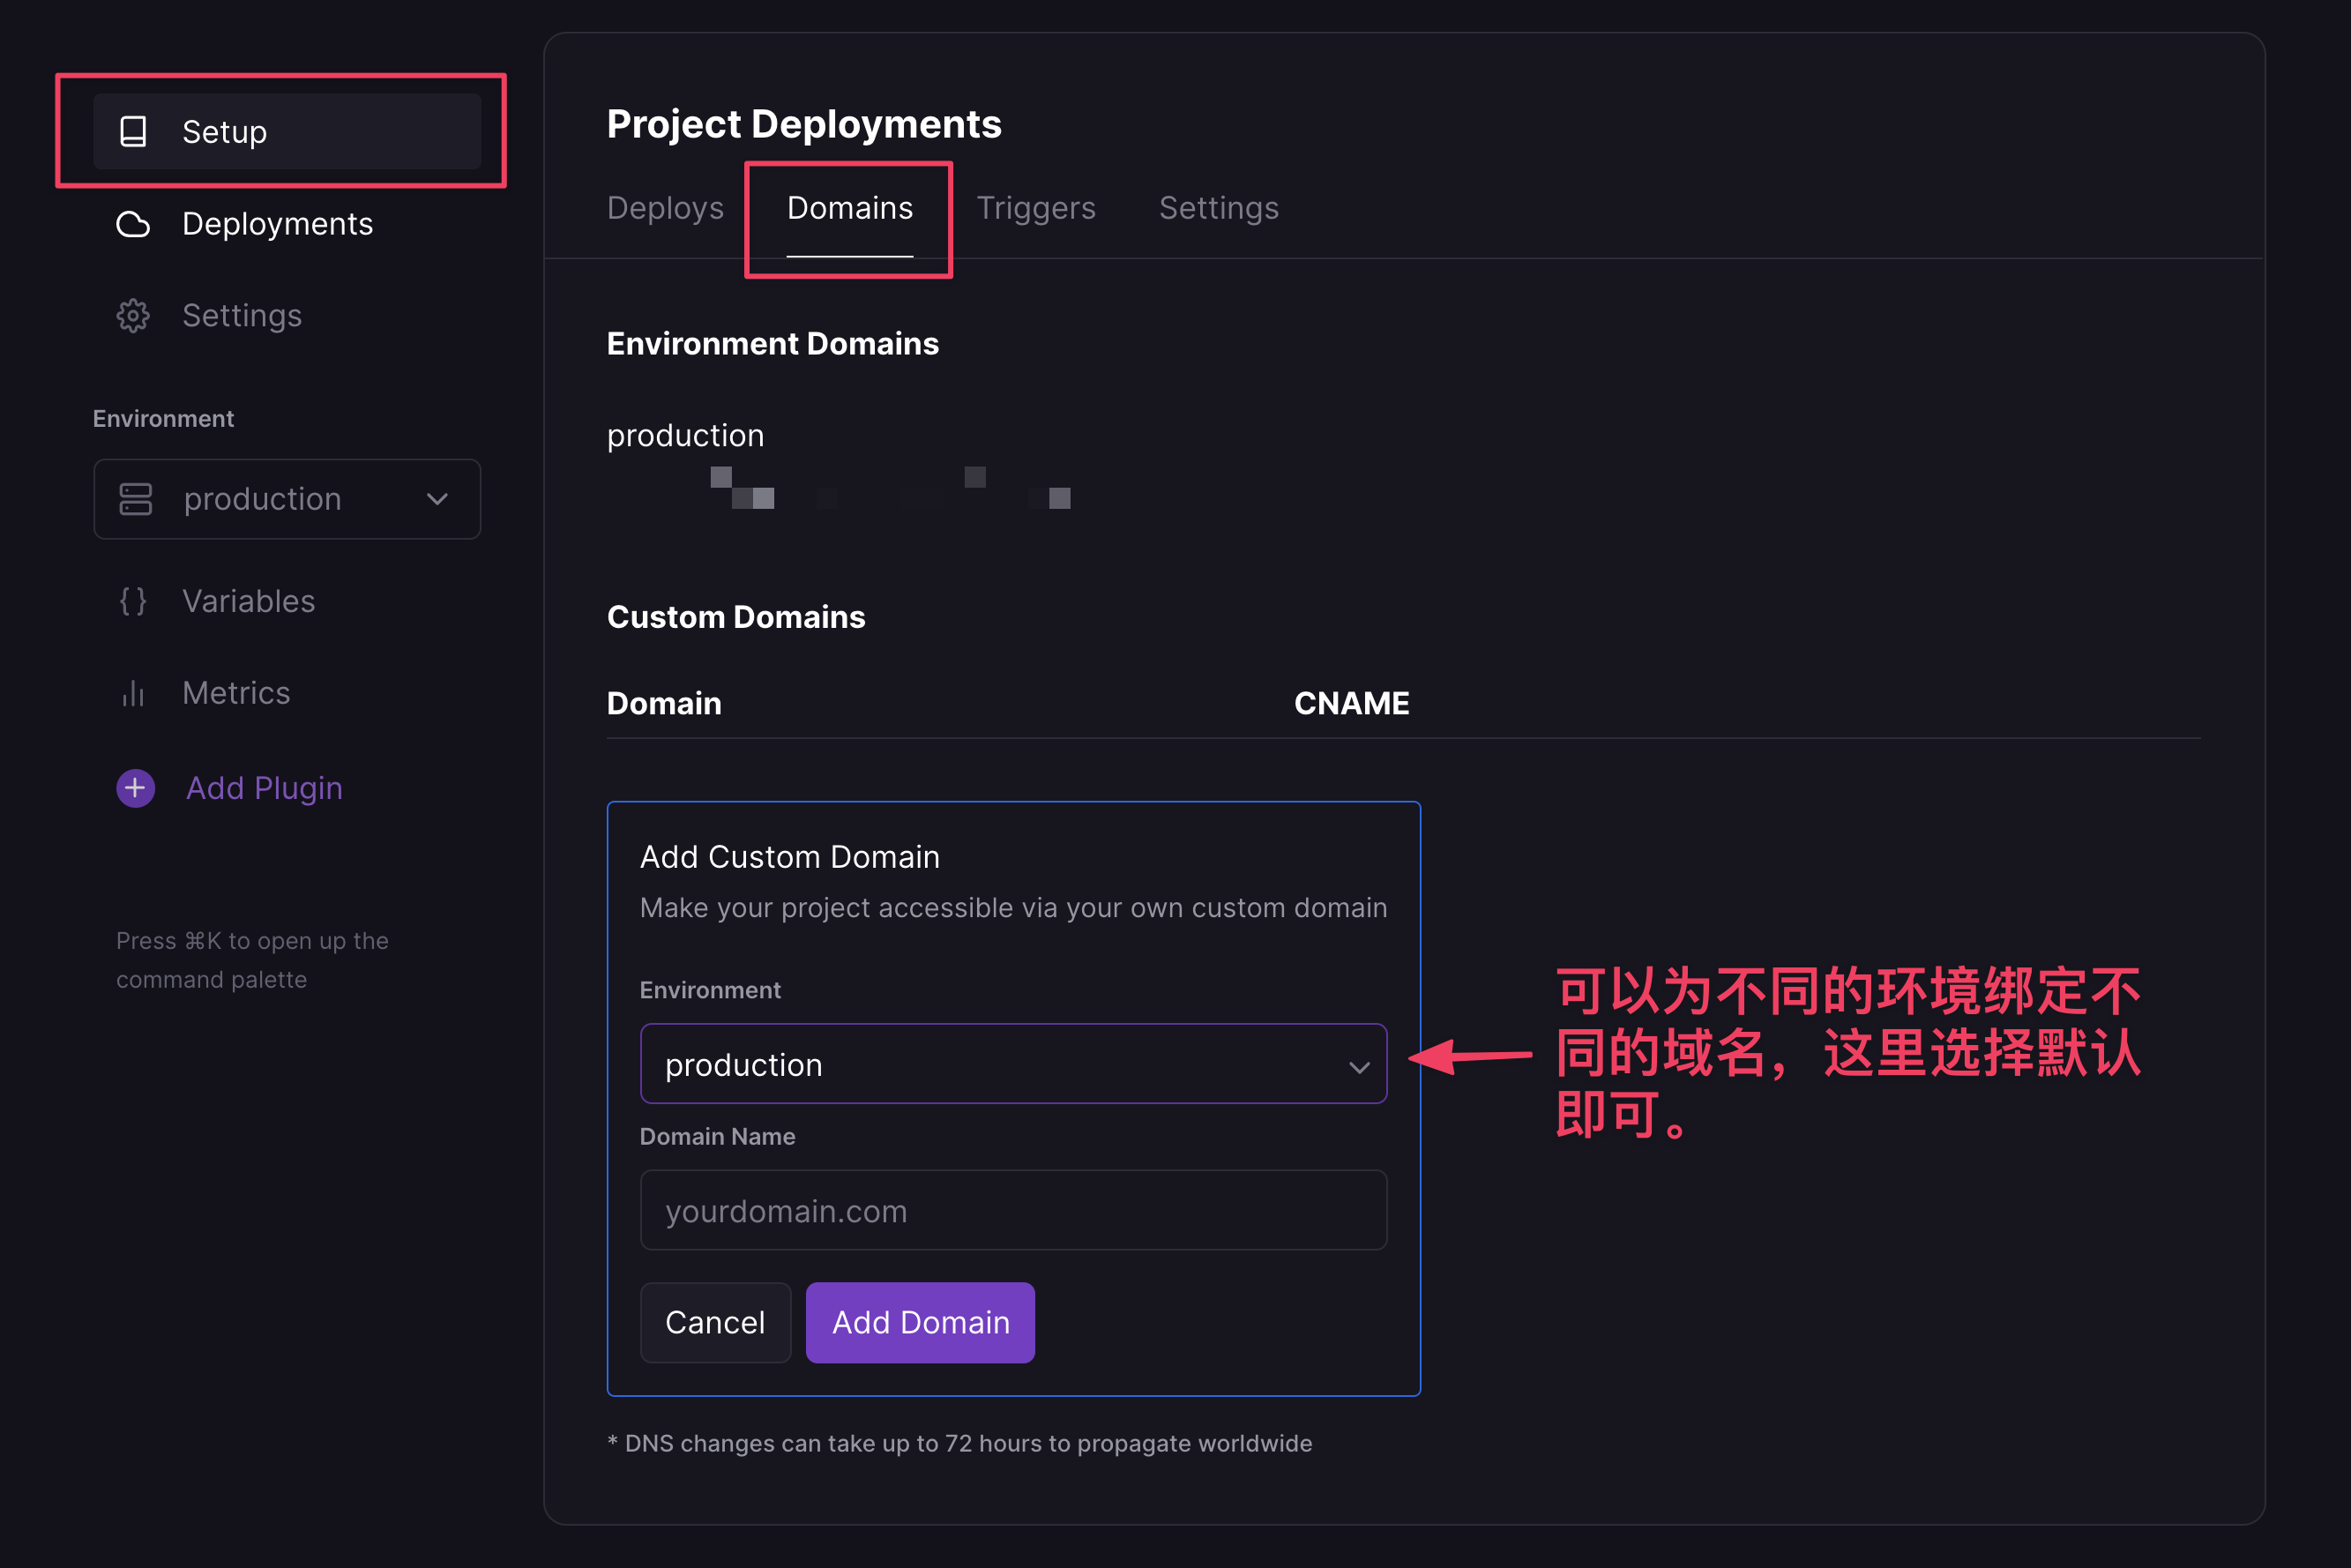 Setup
Deployments
Settings
Environment
production
{ } Variables
Metrics
Add Plugin
Press ⌘K to open up the
command palette
Project Deployments
Deploys Domains Triggers Settings
Environment Domains
production
Custom Domains
Domain CNAME
Add Custom Domain
Make your project accessible via your own custom domain
Environment
production
Domain Name
yourdomain.com
Cancel Add Domain
* DNS changes can take up to 72 hours to propagate worldwide
可以为不同的环境绑定不
同的域名，这里选择默认
即可。